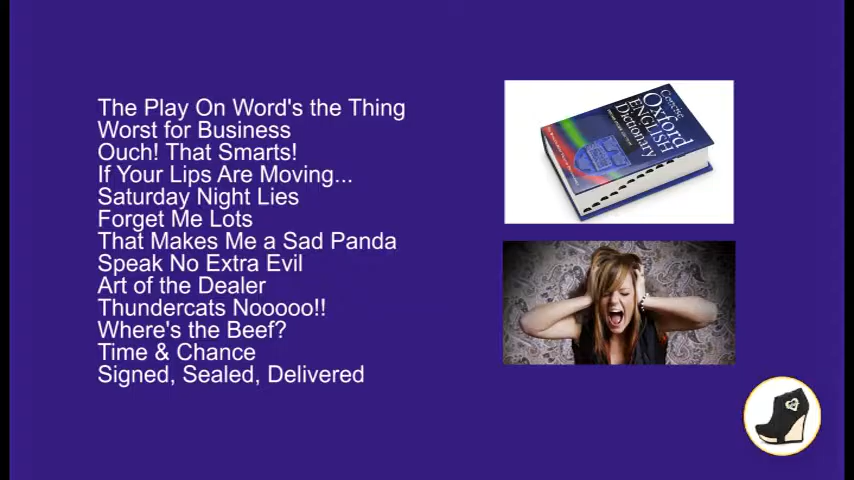 The Play On Word's the Thing
Worst for Business
Ouch! That Smarts!
If Your Lips Are Moving...
Saturday Night Lies
Forget Me Lots
That Makes Me a Sad Panda
Speak No Extra Evil
Art of the Dealer
Thundercats Nooooo!!
Where's the Beef?
Time & Chance
Signed, Sealed, Delivered
Concise
Oxford
ENGLISH
Dictionary